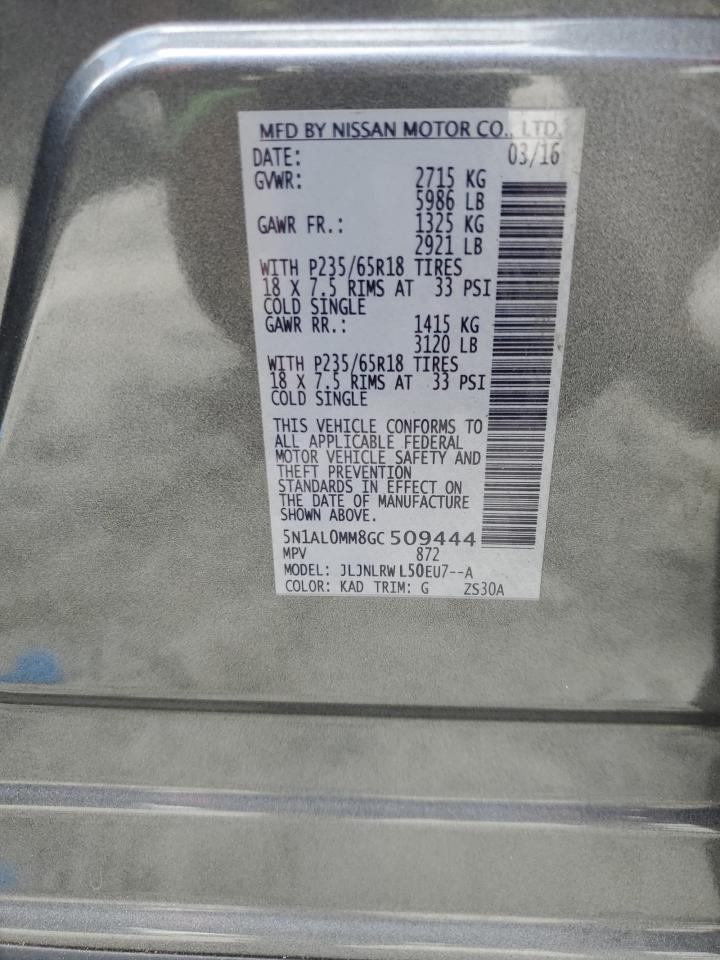 MFD BY NISSAN MOTOR CO., LTD.
DATE: 03/16
GVWR: 2715 KG
5986 LB
GAWR FR.: 1325 KG
2921 LB
WITH P235/65R18 TIRES
18 X 7.5 RIMS AT 33 PSI
COLD SINGLE
GAWR RR.: 1415 KG
3120 LB
WITH P235/65R18 TIRES
18 X 7.5 RIMS AT 33 PSI
COLD SINGLE
THIS VEHICLE CONFORMS TO
ALL APPLICABLE FEDERAL
MOTOR VEHICLE SAFETY AND
THEFT PREVENTION
STANDARDS IN EFFECT ON
THE DATE OF MANUFACTURE
SHOWN ABOVE.
5N1AL0MM8GC 509444
MPV 872
MODEL: JLJNLRW L50EU7--A
COLOR: KAD TRIM: G ZS30A